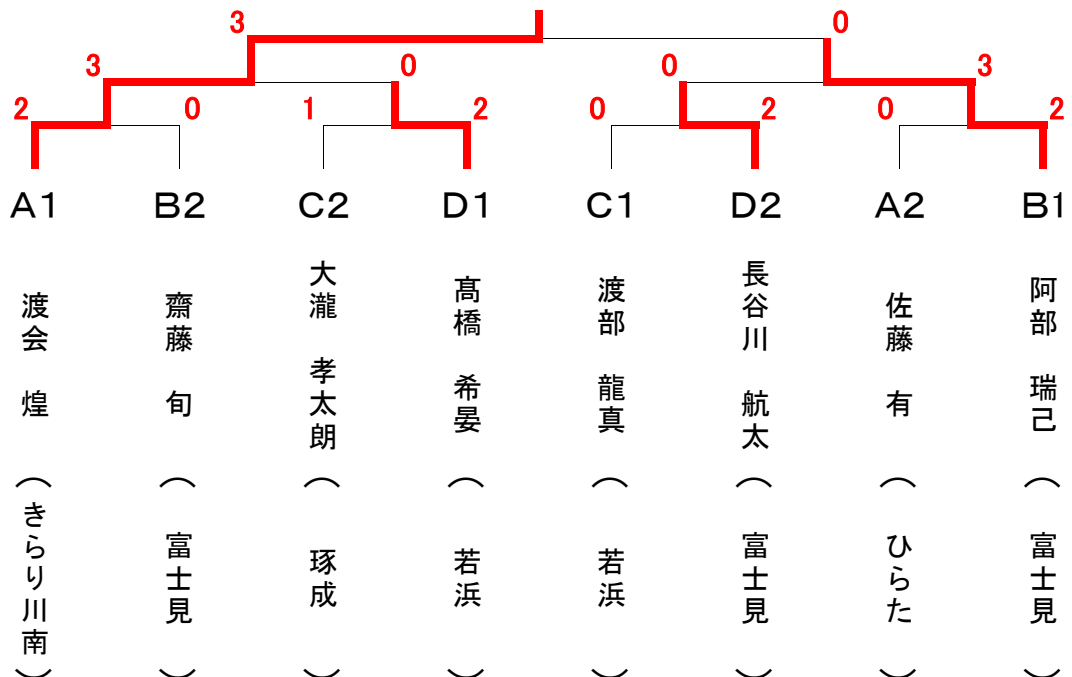 3 0
3 0 0 3
2 0 1 2 0 2 0 2
A1 B2 C2 D1 C1 D2 A2 B1
渡会 煌（きらり川南）
齋藤 旬（富士見）
大瀧 孝太朗（琢成）
髙橋 希晏（若浜）
渡部 龍真（若浜）
長谷川 航太（富士見）
佐藤 有（ひらた）
阿部 瑞己（富士見）